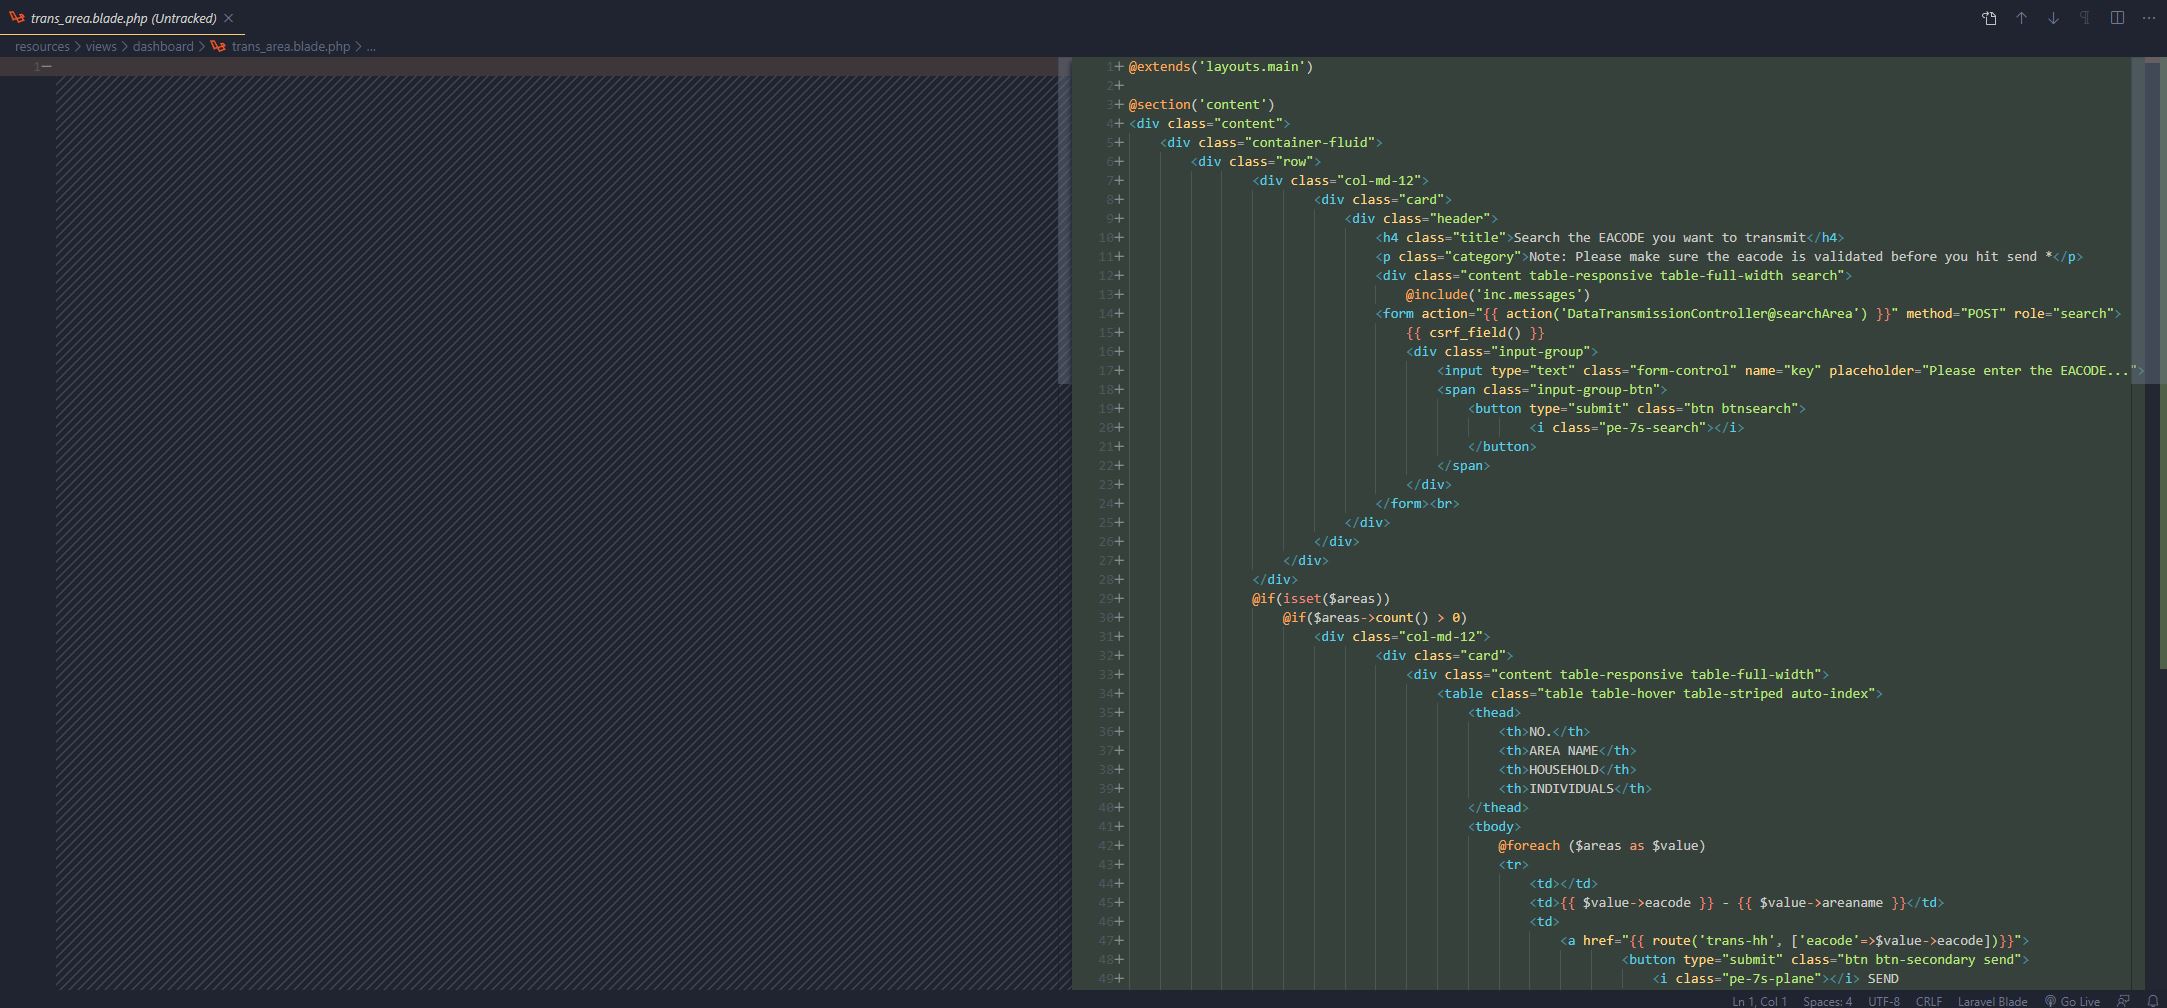 trans_area.blade.php (Untracked)
resources > views > dashboard > trans_area.blade.php > ...
1-
1+ @extends('layouts.main')
2+
3+ @section('content')
4+ <div class="content">
5+ <div class="container-fluid">
6+ <div class="row">
7+ <div class="col-md-12">
8+ <div class="card">
9+ <div class="header">
10+ <h4 class="title">Search the EACODE you want to transmit</h4>
11+ <p class="category">Note: Please make sure the eacode is validated before you hit send *</p>
12+ <div class="content table-responsive table-full-width search">
13+ @include('inc.messages')
14+ <form action="{{ action('DataTransmissionController@searchArea') }}" method="POST" role="search">
15+ {{ csrf_field() }}
16+ <div class="input-group">
17+ <input type="text" class="form-control" name="key" placeholder="Please enter the EACODE...">
18+ <span class="input-group-btn">
19+ <button type="submit" class="btn btnsearch">
20+ <i class="pe-7s-search"></i>
21+ </button>
22+ </span>
23+ </div>
24+ </form><br>
25+ </div>
26+ </div>
27+ </div>
28+ </div>
29+ @if(isset($areas))
30+ @if($areas->count() > 0)
31+ <div class="col-md-12">
32+ <div class="card">
33+ <div class="content table-responsive table-full-width">
34+ <table class="table table-hover table-striped auto-index">
35+ <thead>
36+ <th>NO.</th>
37+ <th>AREA NAME</th>
38+ <th>HOUSEHOLD</th>
39+ <th>INDIVIDUALS</th>
40+ </thead>
41+ <tbody>
42+ @foreach ($areas as $value)
43+ <tr>
44+ <td></td>
45+ <td>{{ $value->eacode }} - {{ $value->areaname }}</td>
46+ <td>
47+ <a href="{{ route('trans-hh', ['eacode'=>$value->eacode])}}">
48+ <button type="submit" class="btn btn-secondary send">
49+ <i class="pe-7s-plane"></i> SEND
Ln 1, Col 1 Spaces: 4 UTF-8 CRLF Laravel Blade Go Live